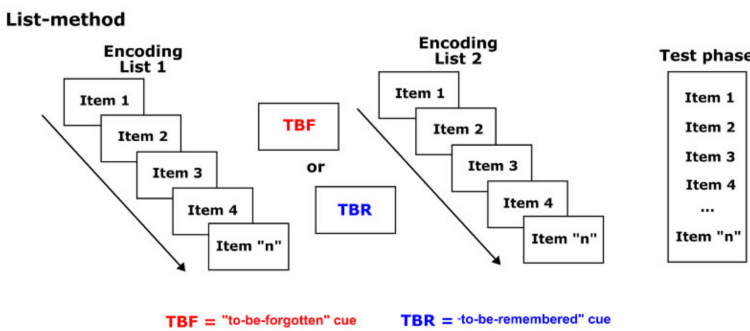 List-method
Encoding
List 1
Item 1
Item 2
Item 3
Item 4
Item "n"
TBF
or
TBR
Encoding
List 2
Item 1
Item 2
Item 3
Item 4
Item "n"
Test phase
Item 1
Item 2
Item 3
Item 4
...
Item "n"
TBF = "to-be-forgotten" cue
TBR = "to-be-remembered" cue